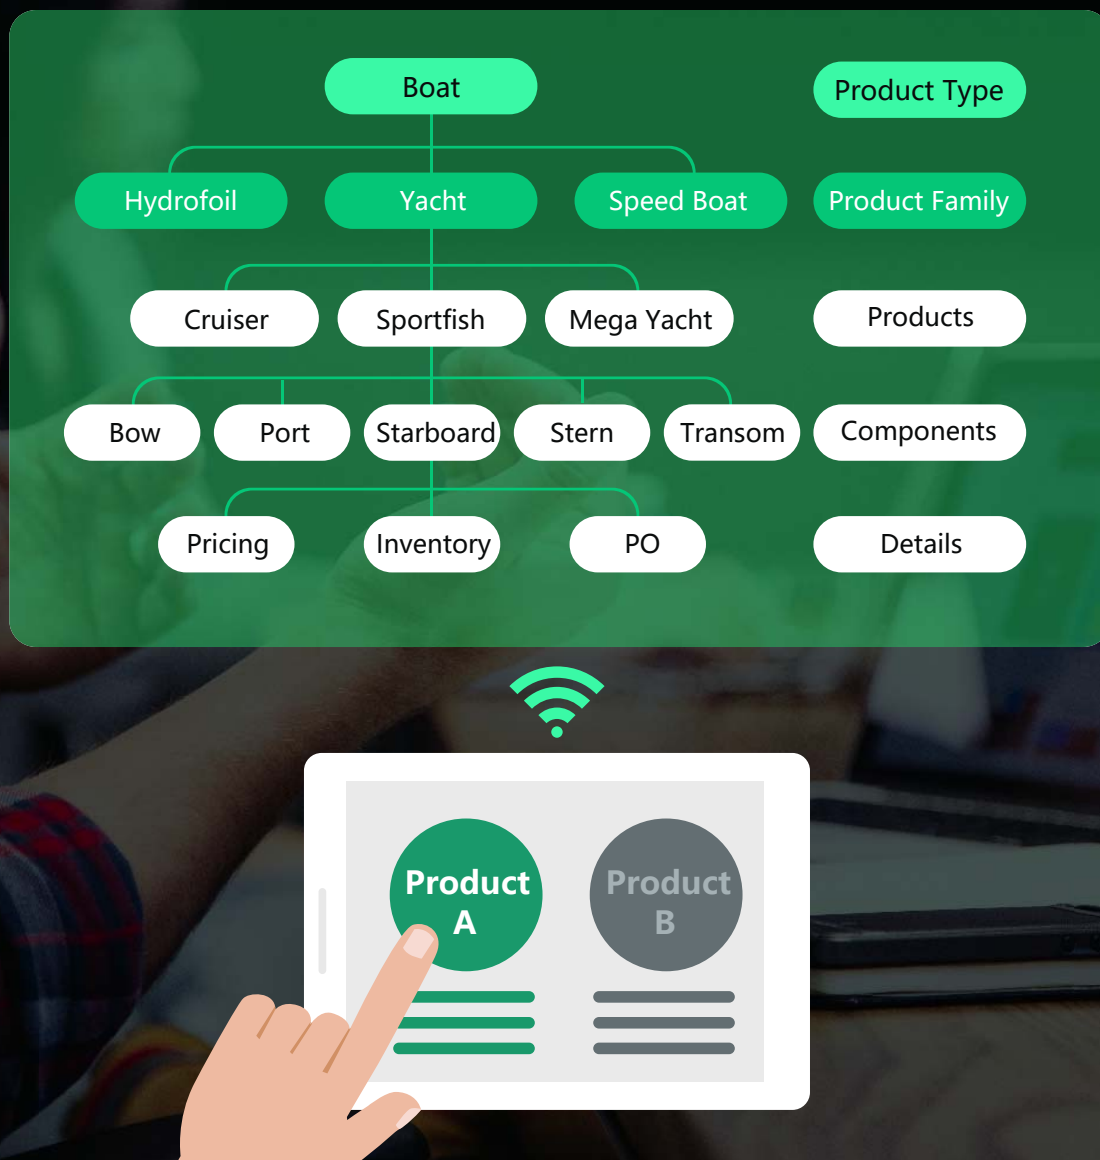 Boat
Product Type
Hydrofoil
Yacht
Speed Boat
Product Family
Cruiser
Sportfish
Mega Yacht
Products
Bow
Port
Starboard
Stern
Transom
Components
Pricing
Inventory
PO
Details
Product
A
Product
B